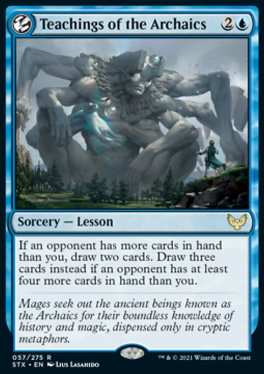 Teachings of the Archaics 2
Sorcery — Lesson
If an opponent has more cards in hand
than you, draw two cards. Draw three
cards instead if an opponent has at least
four more cards in hand than you.
Mages seek out the ancient beings known as
the Archaics for their boundless knowledge of
history and magic, dispensed only in cryptic
metaphors.
057/275 R
STX • EN LIUS LASAHIDO
™ & © 2021 Wizards of the Coast